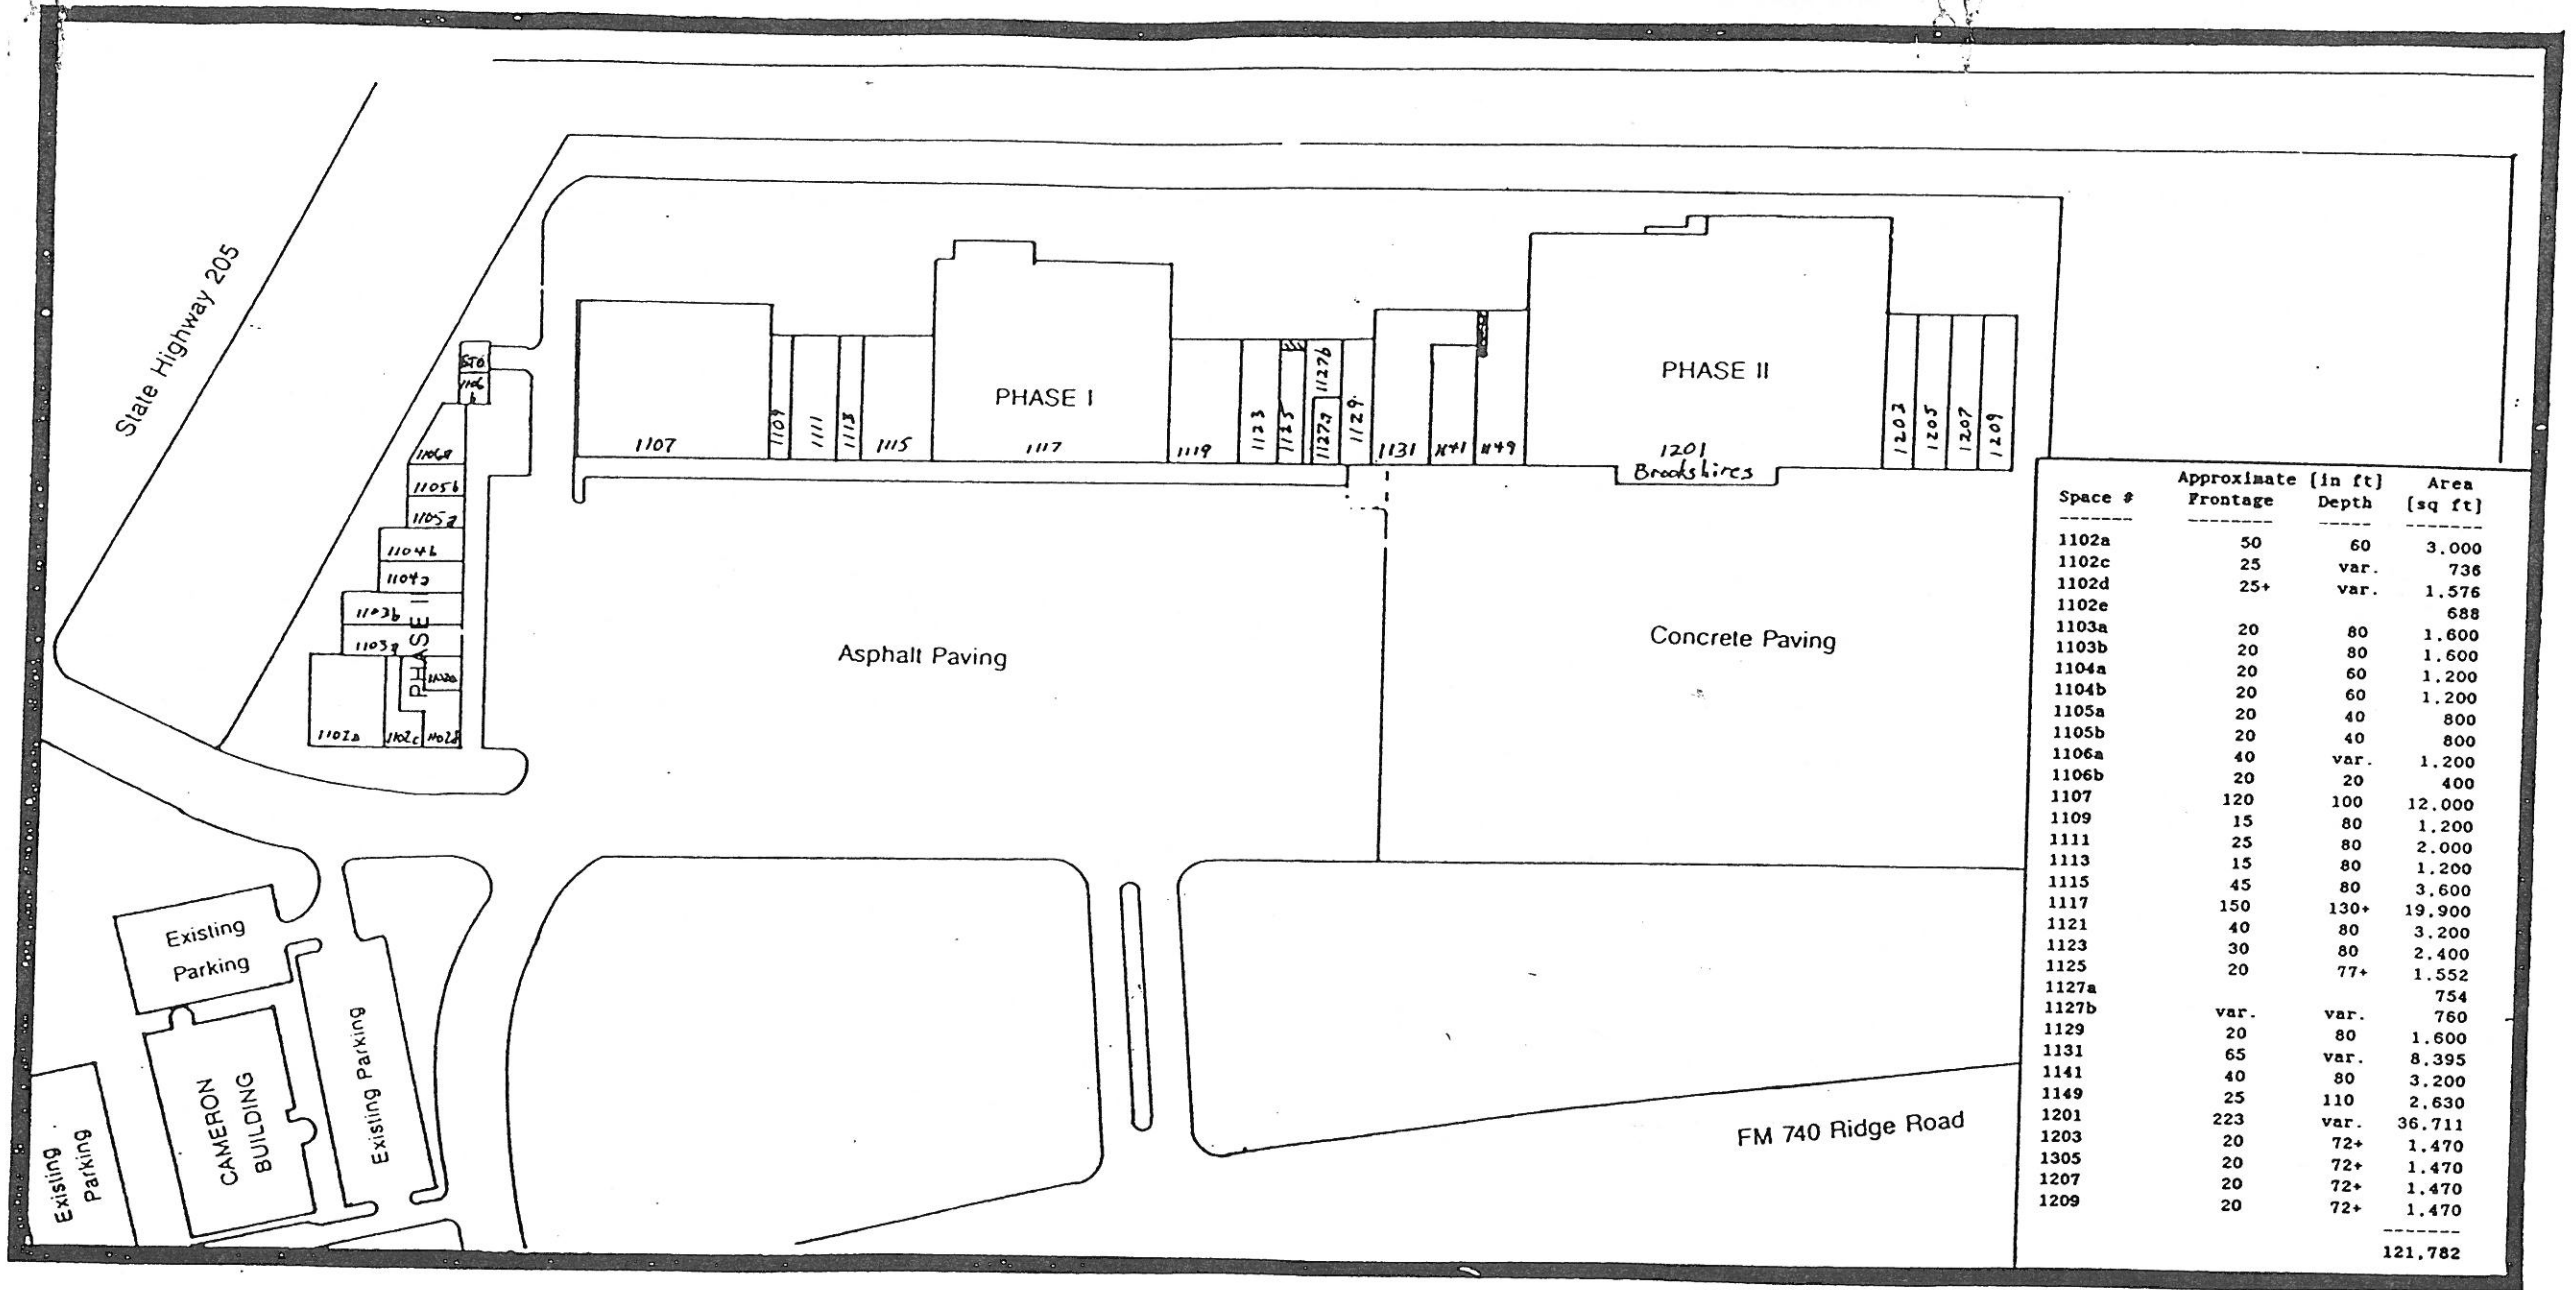 State Highway 205
STO
1106
b
1106a
1105b
1105a
1104b
1104a
1103b
1103a
PHASE II
1102a
1102c
1102d
1107
1109
1111
1113
1115
PHASE I
1117
1119
1123
1125
1127a
1127b
1129
1131
1141
1149
PHASE II
1201
Brookshires
1203
1205
1207
1209
Asphalt Paving
Concrete Paving
Existing
Parking
CAMERON
BUILDING
Existing Parking
Existing
Parking
FM 740 Ridge Road
Approximate [in ft] Area
Space # Frontage Depth [sq ft]
------- -------- ----- -------
1102a 50 60 3.000
1102c 25 var. 736
1102d 25+ var. 1.576
1102e 688
1103a 20 80 1.600
1103b 20 80 1.600
1104a 20 60 1.200
1104b 20 60 1.200
1105a 20 40 800
1105b 20 40 800
1106a 40 var. 1.200
1106b 20 20 400
1107 120 100 12.000
1109 15 80 1.200
1111 25 80 2.000
1113 15 80 1.200
1115 45 80 3.600
1117 150 130+ 19.900
1121 40 80 3.200
1123 30 80 2.400
1125 20 77+ 1.552
1127a 754
1127b var. var. 760
1129 20 80 1.600
1131 65 var. 8.395
1141 40 80 3.200
1149 25 110 2,630
1201 223 var. 36.711
1203 20 72+ 1.470
1305 20 72+ 1.470
1207 20 72+ 1.470
1209 20 72+ 1.470
-------
121,782